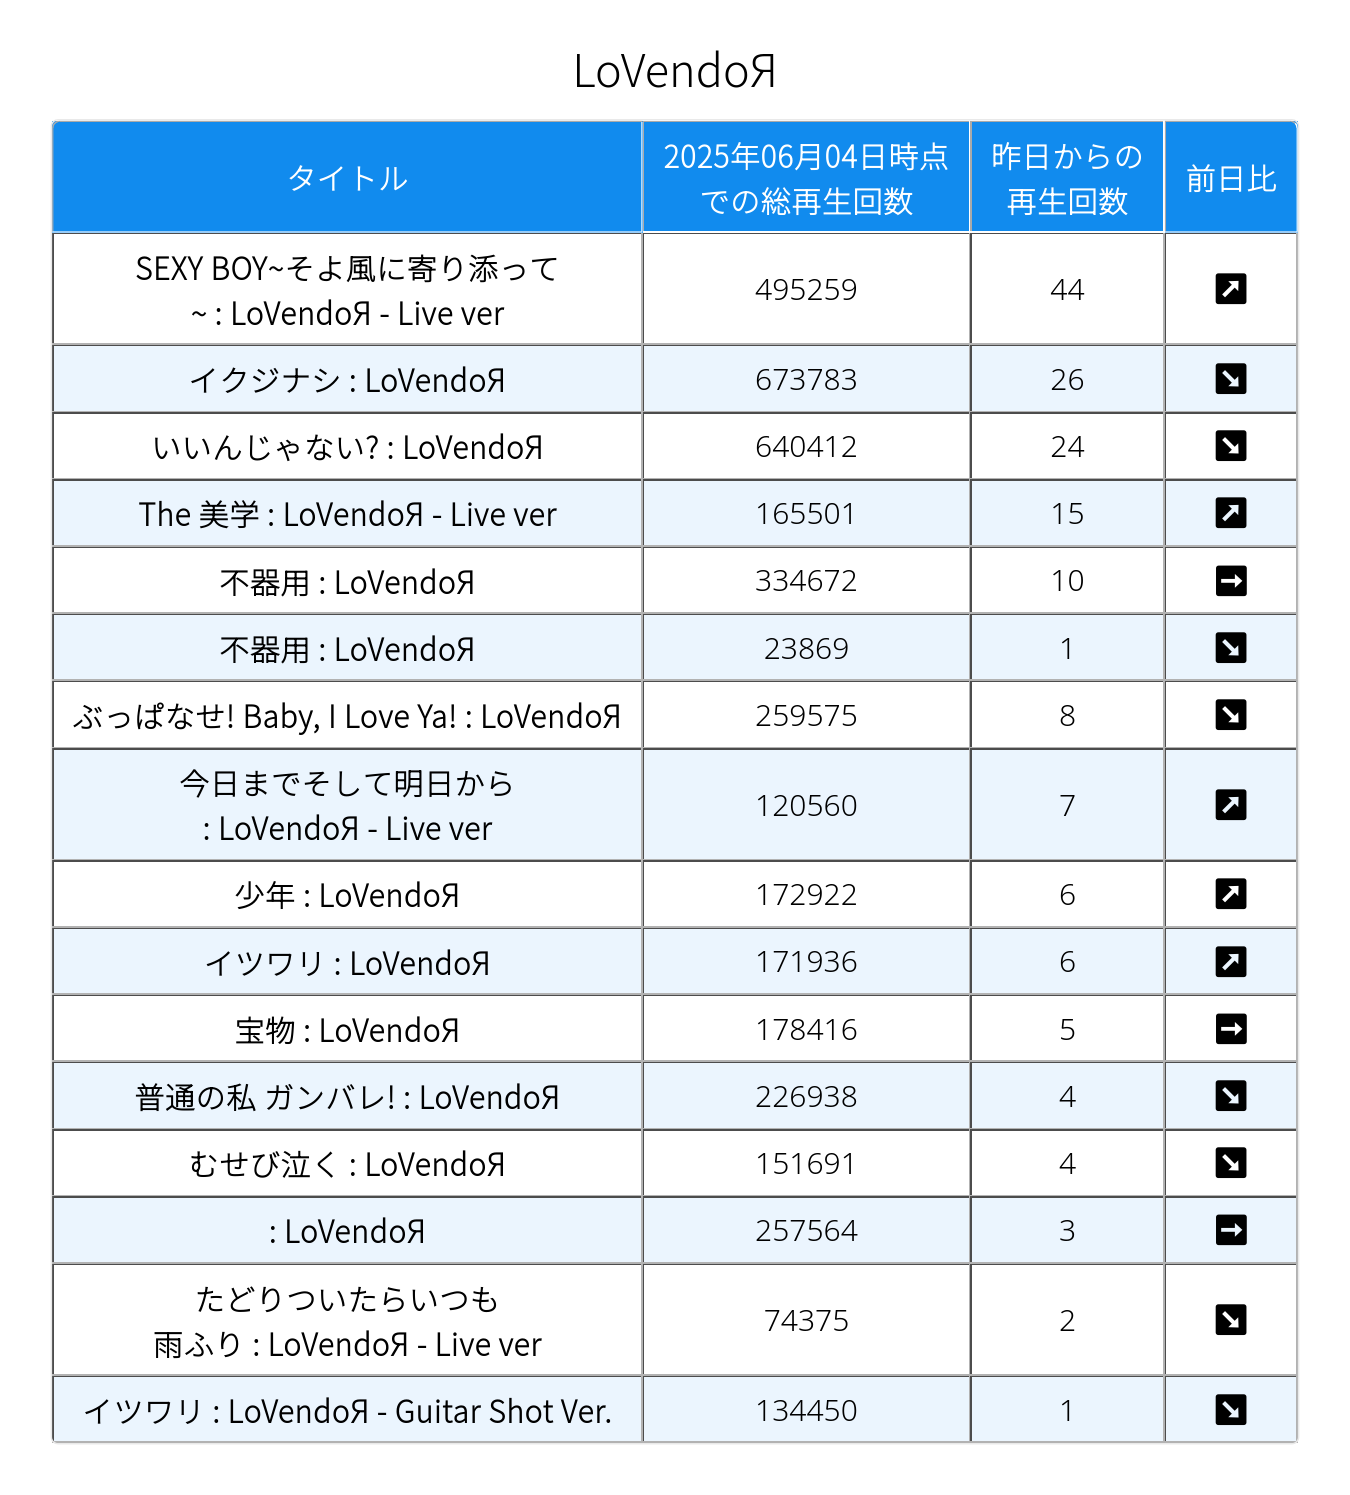 LoVendoЯ
タイトル
2025年06月04日時点
での総再生回数
昨日からの
再生回数
前日比
SEXY BOY~そよ風に寄り添って
~ : LoVendoЯ - Live ver
495259
44
イクジナシ : LoVendoЯ
673783
26
いいんじゃない? : LoVendoЯ
640412
24
The 美学 : LoVendoЯ - Live ver
165501
15
不器用 : LoVendoЯ
334672
10
不器用 : LoVendoЯ
23869
1
ぶっぱなせ! Baby, I Love Ya! : LoVendoЯ
259575
8
今日までそして明日から
: LoVendoЯ - Live ver
120560
7
少年 : LoVendoЯ
172922
6
イツワリ : LoVendoЯ
171936
6
宝物 : LoVendoЯ
178416
5
普通の私 ガンバレ! : LoVendoЯ
226938
4
むせび泣く : LoVendoЯ
151691
4
: LoVendoЯ
257564
3
たどりついたらいつも
雨ふり : LoVendoЯ - Live ver
74375
2
イツワリ : LoVendoЯ - Guitar Shot Ver.
134450
1